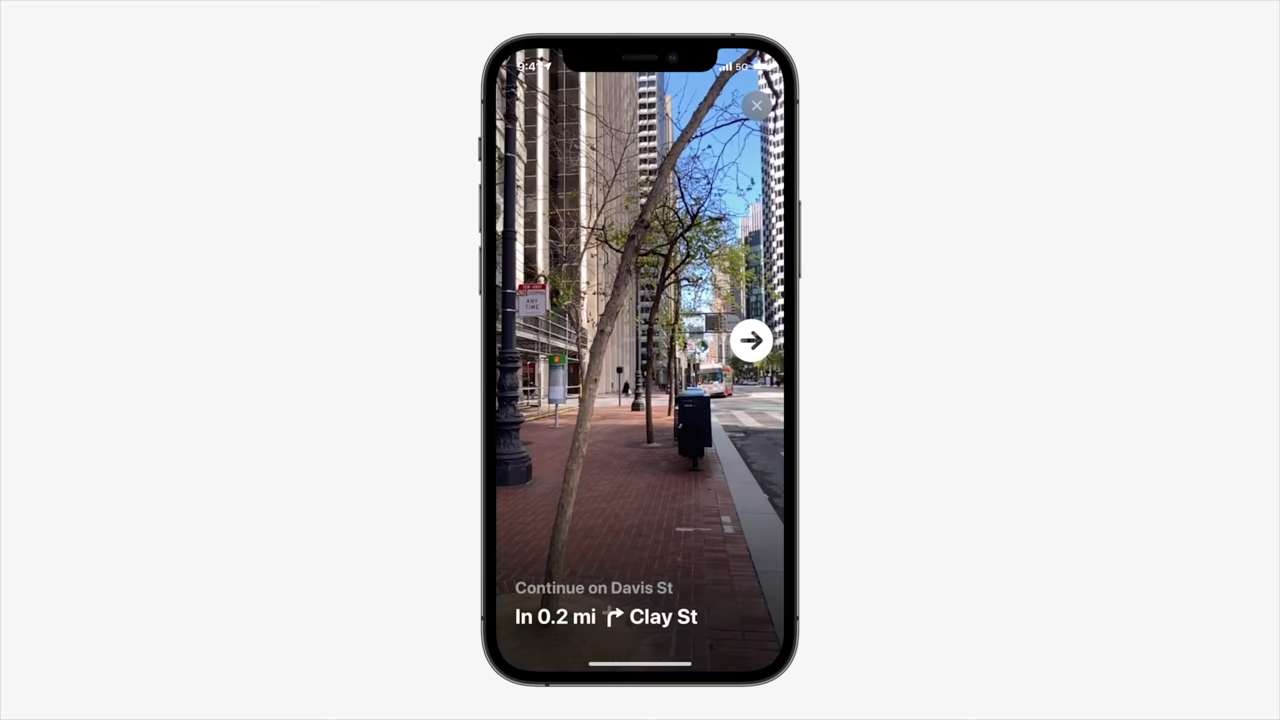 9:41
5G
TOW-AWAY
ANY
TIME
Continue on Davis St
In 0.2 mi Clay St